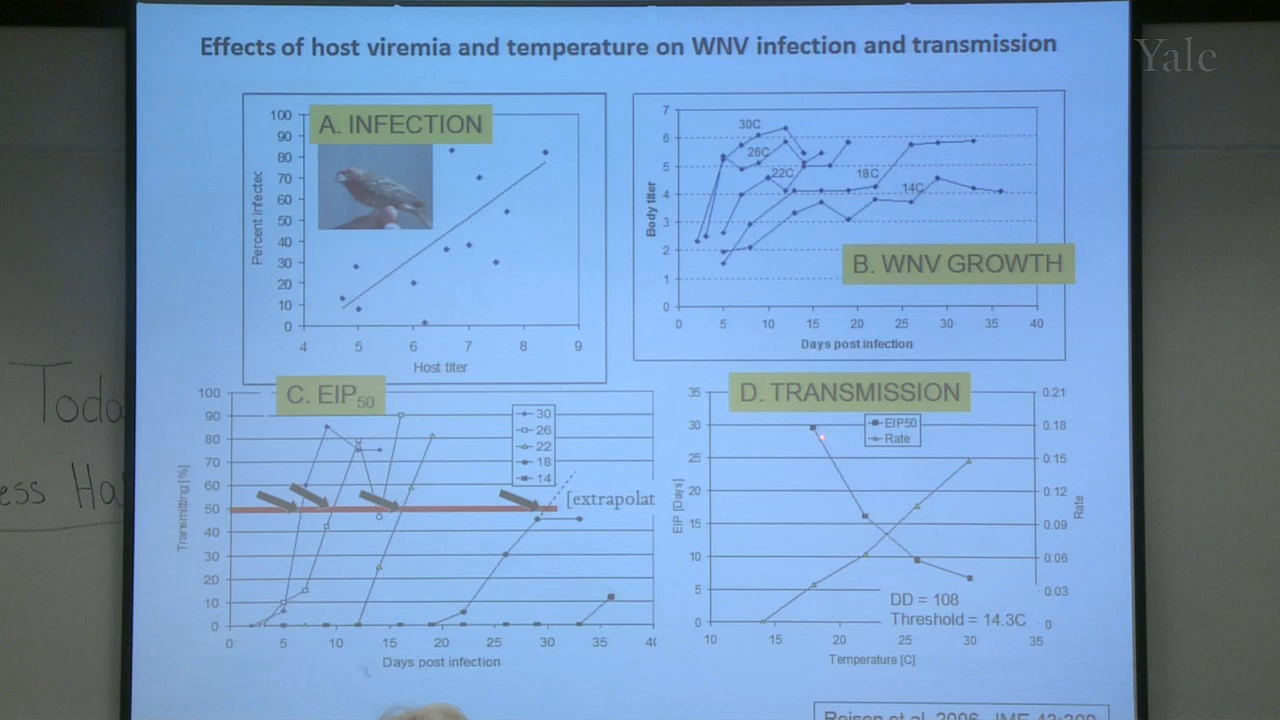 Effects of host viremia and temperature on WNV infection and transmission
Yale
A. INFECTION
100
90
80
70
60
50
40
30
20
10
0
Percent Infected
4 5 6 7 8 9
Host titer
7
6
5
4
3
2
1
0
Body titer
30C
26C
22C
18C
14C
B. WNV GROWTH
0 5 10 15 20 25 30 35 40
Days post infection
C. EIP50
100
90
80
70
60
50
40
30
20
10
0
Transmitting [%]
30
26
22
18
14
[extrapolat
0 5 10 15 20 25 30 35 4
Days post infection
D. TRANSMISSION
35
30
25
20
15
10
5
0
EIP [Days]
EIP50
Rate
0.21
0.18
0.15
0.12
0.09
0.06
0.03
0
Rate
DD = 108
Threshold = 14.3C
10 15 20 25 30 35
Temperature [C]
Toda
ess Ha